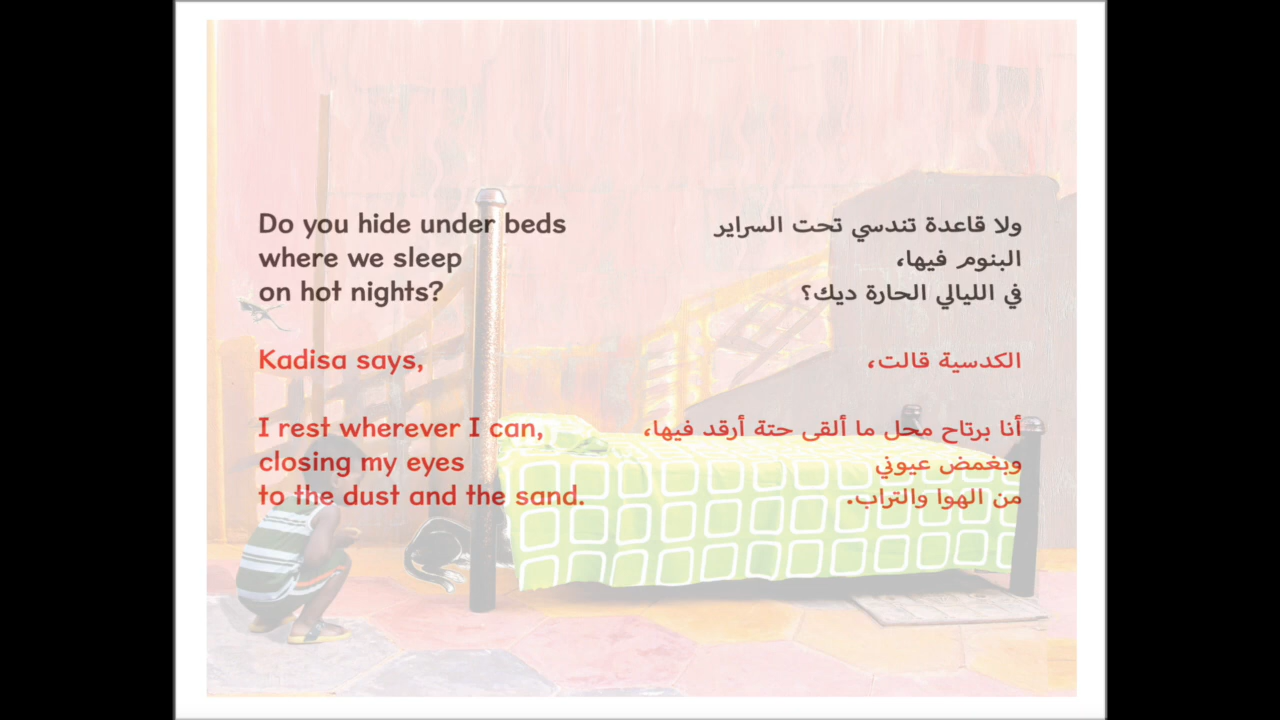 Do you hide under beds
where we sleep
on hot nights?
Kadisa says,
I rest wherever I can,
closing my eyes
to the dust and the sand.
ولا قاعدة تندسي تحت السراير
البنوم فيها،
في الليالي الحارة ديك؟
الكدسية قالت،
أنا برتاح محل ما ألقى حتة أرقد فيها،
وبغمض عيوني
من الهوا والتراب.